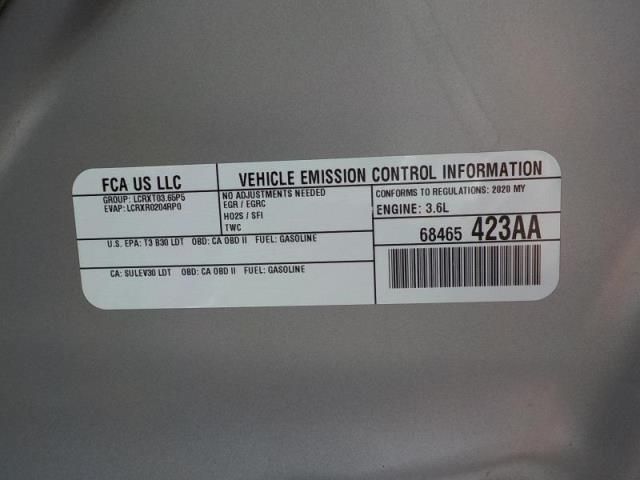 FCA US LLC
GROUP: LCRXT03.65P5
EVAP: LCRXR0204RP0
VEHICLE EMISSION CONTROL INFORMATION
NO ADJUSTMENTS NEEDED
EGR / EGRC
HO2S / SFI
TWC
CONFORMS TO REGULATIONS: 2020 MY
ENGINE: 3.6L
68465 423AA
U.S. EPA: T3 B30 LDT OBD: CA OBD II FUEL: GASOLINE
CA: SULEV30 LDT OBD: CA OBD II FUEL: GASOLINE